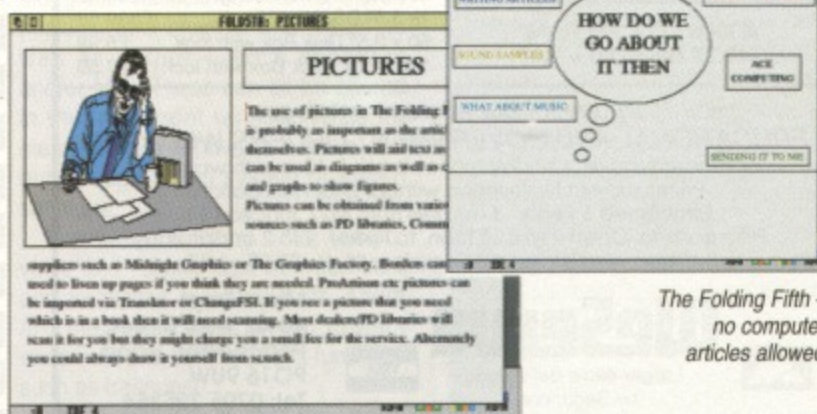 FOLD5TH: PICTURES
PICTURES
The use of pictures in The Folding
is probably as important as the
themselves. Pictures will aid text
can be used as diagrams as well as
and graphs to show figures.
Pictures can be obtained from
sources such as PD libraries,
suppliers such as Midnight Graphics or The Graphics Factory. Borders can
used to liven up pages if you think they are needed. ProArtisan etc pictures can
be imported via Translator or ChangeFSI. If you see a picture that you need
which is in a book then it will need scanning. Most dealers/PD libraries will
scan it for you but they might charge you a small fee for the service. Alternately
you could always draw it yourself from scratch.
WRITING ARTICLES
HOW DO WE
GO ABOUT
IT THEN
SOUND SAMPLES
ACE
COMPUTING
WHAT ABOUT MUSIC
SENDING IT TO ME
The Folding Fifth
no compute
articles allowed